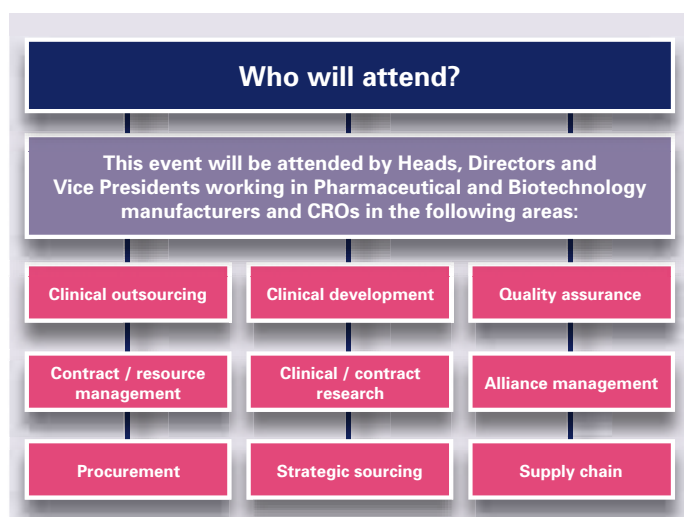 Who will attend?
This event will be attended by Heads, Directors and
Vice Presidents working in Pharmaceutical and Biotechnology
manufacturers and CROs in the following areas:
Clinical outsourcing
Clinical development
Quality assurance
Contract / resource
management
Clinical / contract
research
Alliance management
Procurement
Strategic sourcing
Supply chain